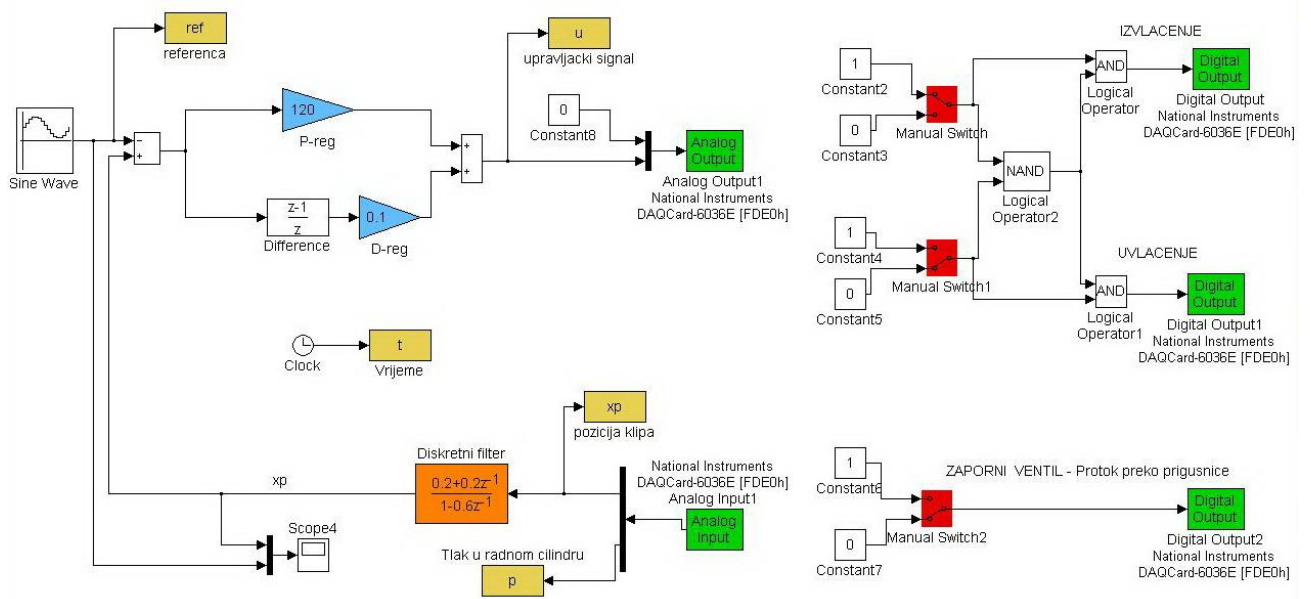 ref
referenca
Sine Wave
−
+
120
P-reg
z-1
z
Difference
0.1
D-reg
+
+
u
upravljacki signal
0
Constant8
Analog
Output
Analog Output1
National Instruments
DAQCard-6036E [FDE0h]
Clock
t
Vrijeme
xp
pozicija klipa
Diskretni filter
0.2+0.2z-1
1-0.6z-1
xp
Scope4
National Instruments
DAQCard-6036E [FDE0h]
Analog Input1
Analog
Input
Tlak u radnom cilindru
p
IZVLACENJE
1
Constant2
0
Constant3
Manual Switch
AND
Logical
Operator
Digital
Output
Digital Output
National Instruments
DAQCard-6036E [FDE0h]
NAND
Logical
Operator2
1
Constant4
0
Constant5
Manual Switch1
UVLACENJE
AND
Logical
Operator1
Digital
Output
Digital Output1
National Instruments
DAQCard-6036E [FDE0h]
1
Constant6
0
Constant7
Manual Switch2
ZAPORNI VENTIL - Protok preko prigusnice
Digital
Output
Digital Output2
National Instruments
DAQCard-6036E [FDE0h]